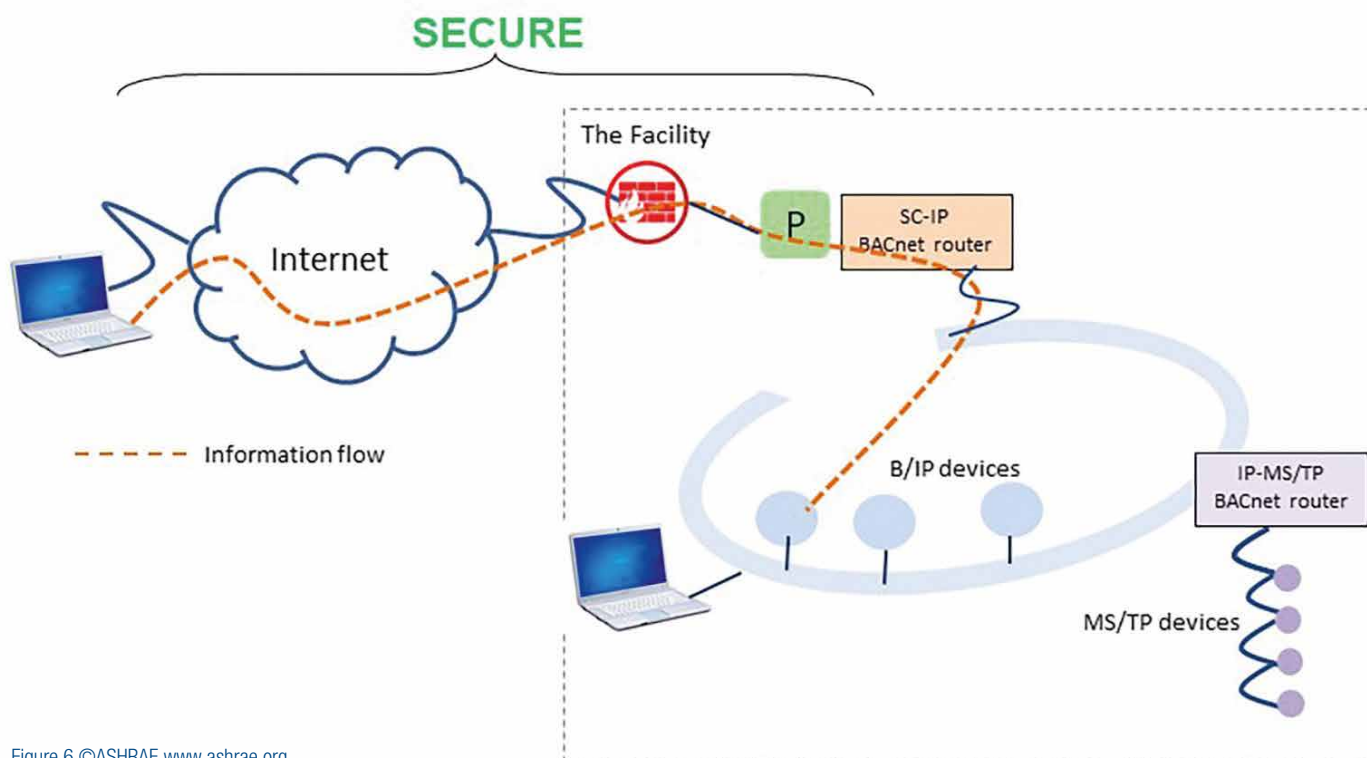 SECURE
The Facility
P
SC-IP
BACnet router
Internet
Information flow
B/IP devices
IP-MS/TP
BACnet router
MS/TP devices
Figure 6 ©ASHRAE www.ashrae.org